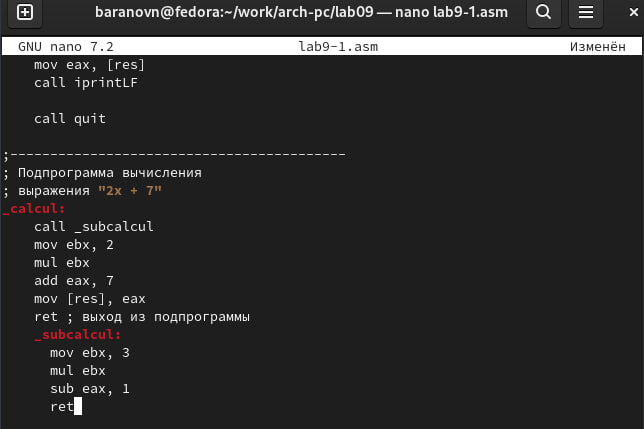 baranovn@fedora:~/work/arch-pc/lab09 — nano lab9-1.asm
GNU nano 7.2 lab9-1.asm Изменён
mov eax, [res]
call iprintLF
call quit
;------------------------------------------
; Подпрограмма вычисления
; выражения "2x + 7"
_calcul:
call _subcalcul
mov ebx, 2
mul ebx
add eax, 7
mov [res], eax
ret ; выход из подпрограммы
_subcalcul:
mov ebx, 3
mul ebx
sub eax, 1
ret